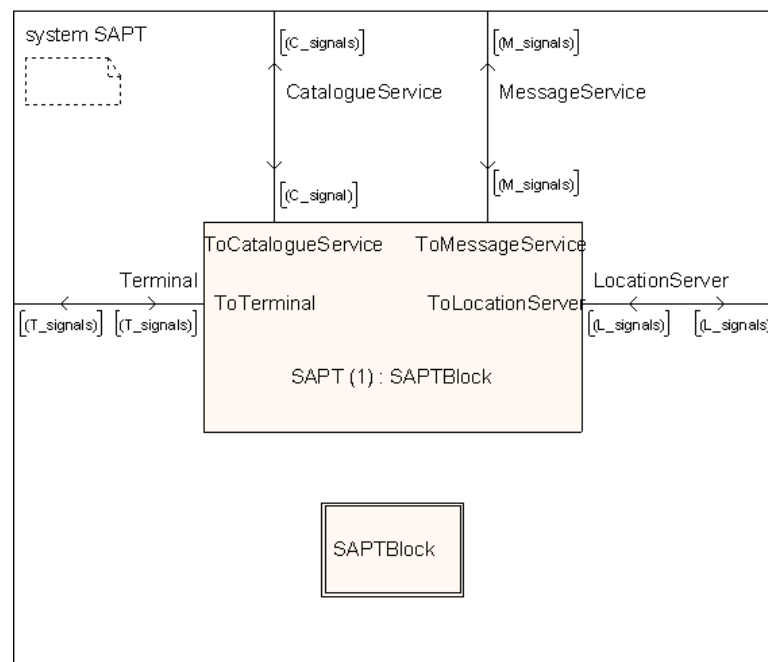 system SAPT
[(C_signals)]
[(M_signals)]
CatalogueService
MessageService
[(C_signal)]
[(M_signals)]
ToCatalogueService
ToMessageService
Terminal
LocationServer
ToTerminal
ToLocationServer
[(T_signals)]
[(T_signals)]
[(L_signals)]
[(L_signals)]
SAPT (1) : SAPTBlock
SAPTBlock